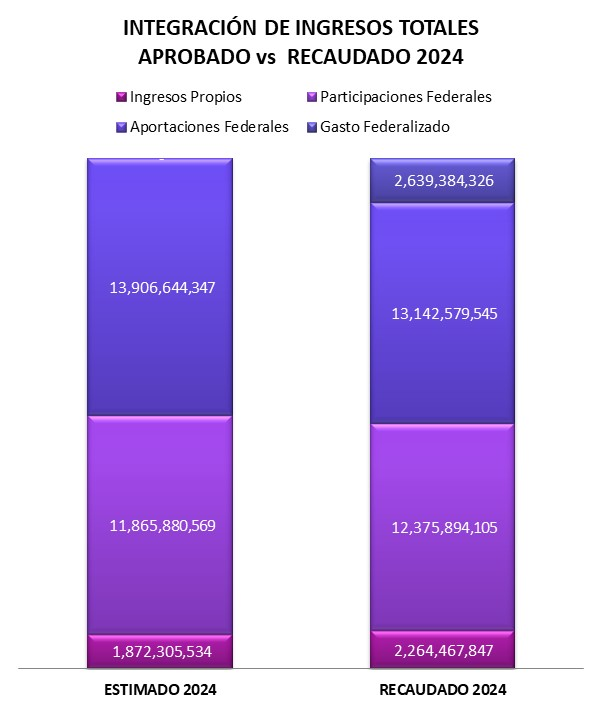 INTEGRACIÓN DE INGRESOS TOTALES
APROBADO vs RECAUDADO 2024
Ingresos Propios
Participaciones Federales
Aportaciones Federales
Gasto Federalizado
2,639,384,326
13,906,644,347
13,142,579,545
11,865,880,569
12,375,894,105
1,872,305,534
2,264,467,847
ESTIMADO 2024
RECAUDADO 2024